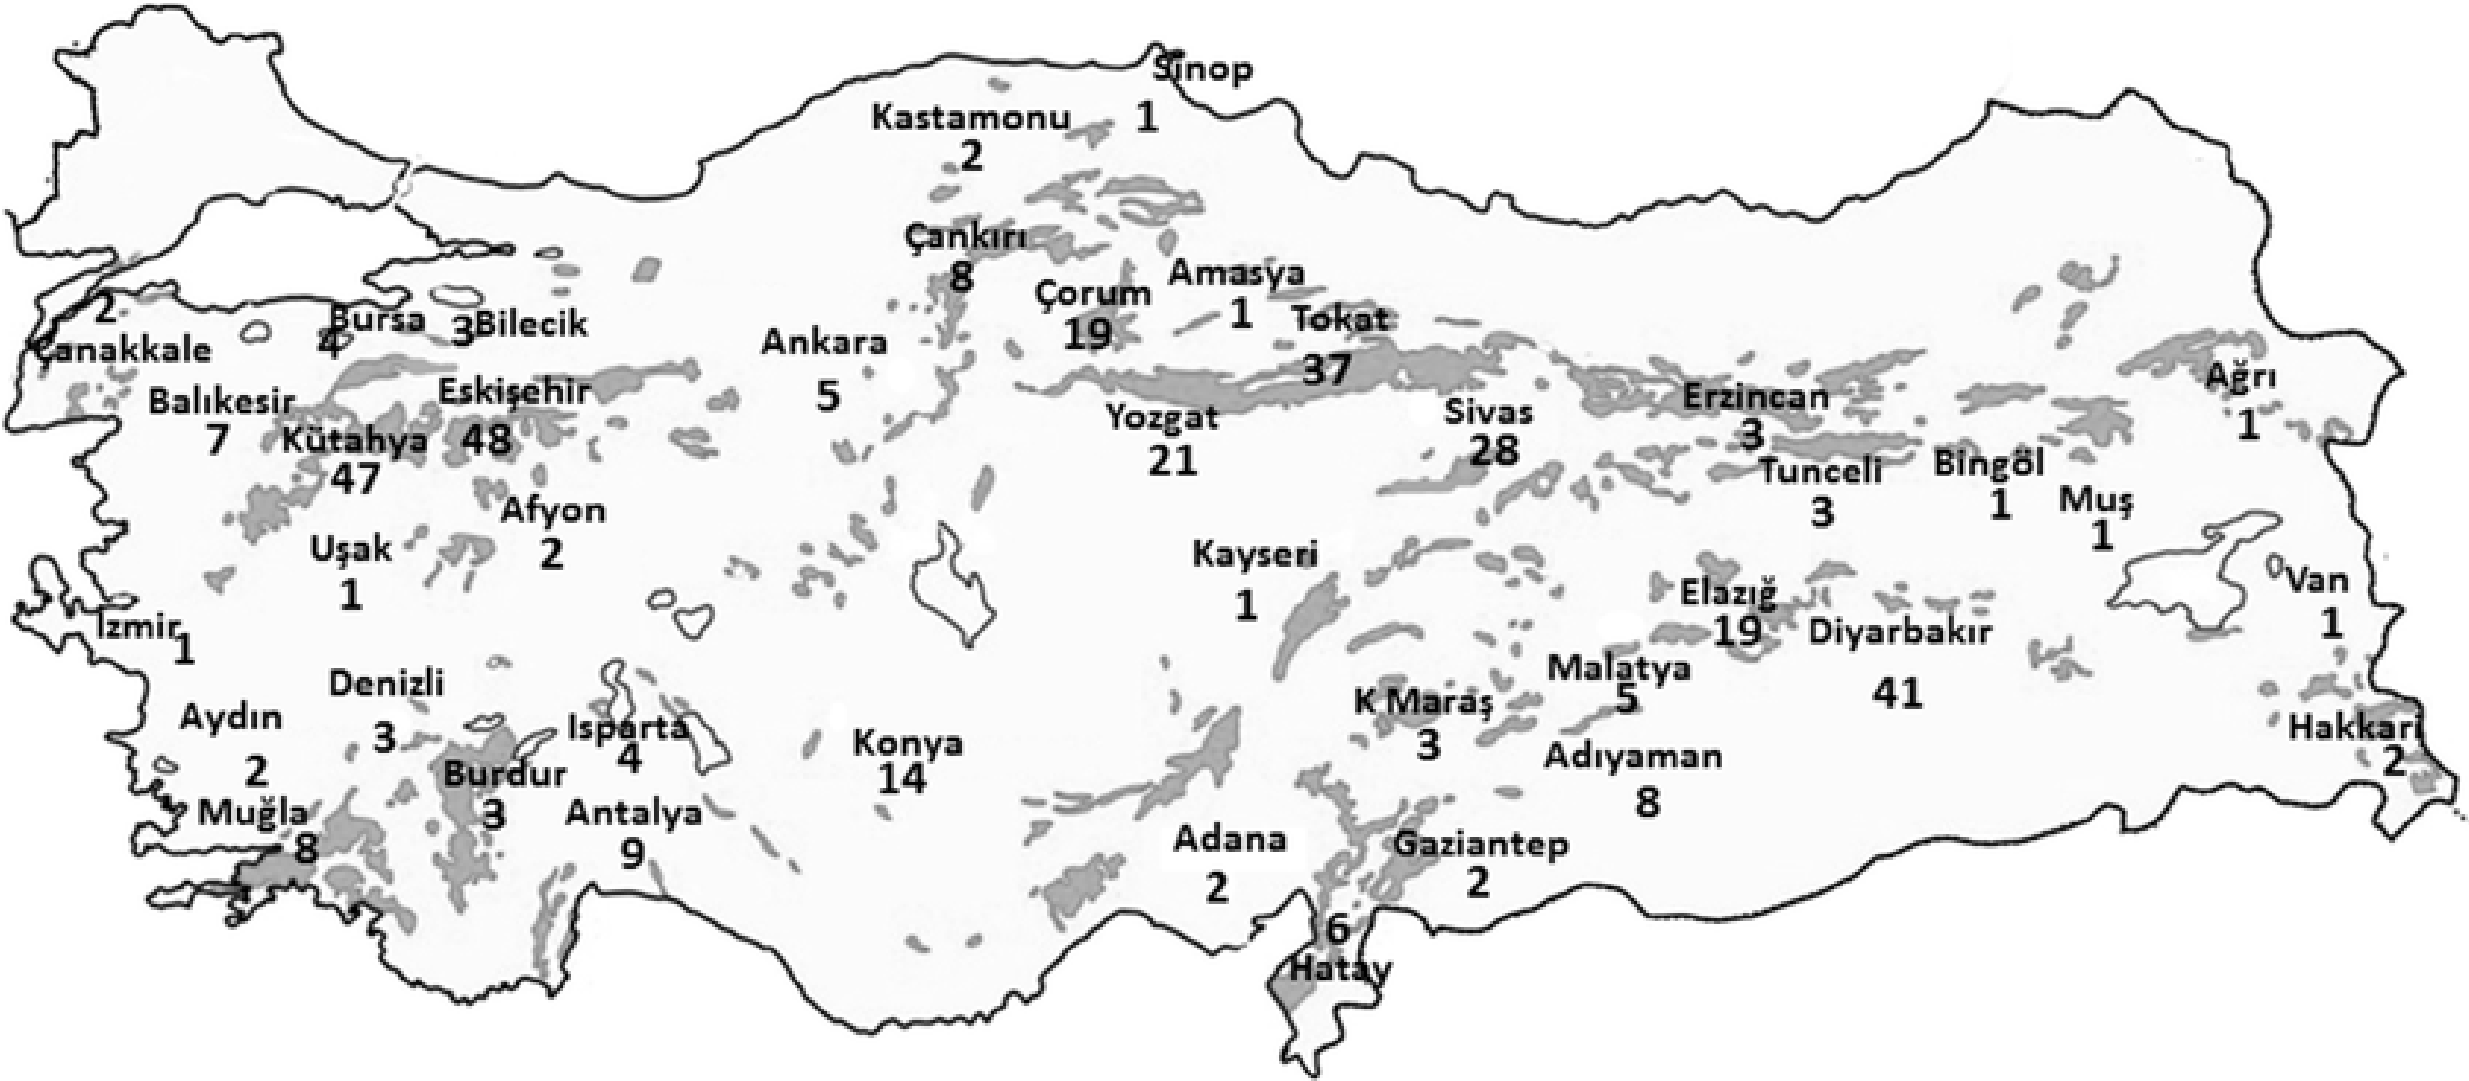 Sinop
1
Kastamonu
2
Çankırı
8
Çorum
19
Amasya
1
Tokat
37
2
Çanakkale
Bursa
4
3
Bilecik
Ankara
5
Balıkesir
7
Eskişehir
48
Kütahya
47
Yozgat
21
Sivas
28
Erzincan
3
Ağrı
1
Tunceli
3
Bingöl
1
Muş
1
Afyon
2
Uşak
1
Kayseri
1
Elazığ
19
Diyarbakır
41
Van
1
İzmir
1
Denizli
3
Aydın
2
Isparta
4
Konya
14
K Maraş
3
Malatya
5
Adıyaman
8
Hakkari
2
Burdur
3
Muğla
8
Antalya
9
Adana
2
Gaziantep
2
6
Hatay